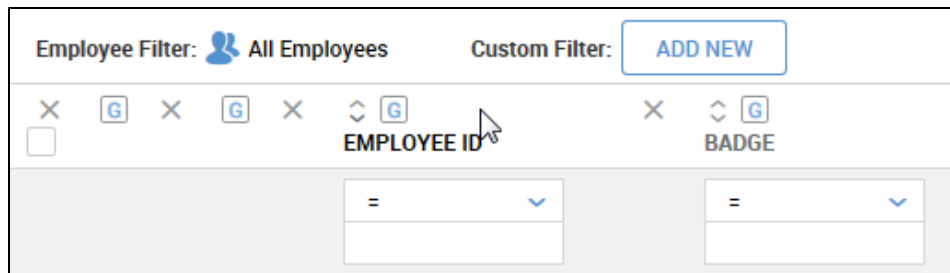 Employee Filter: All Employees Custom Filter: ADD NEW
G G G G
EMPLOYEE ID BADGE
= =